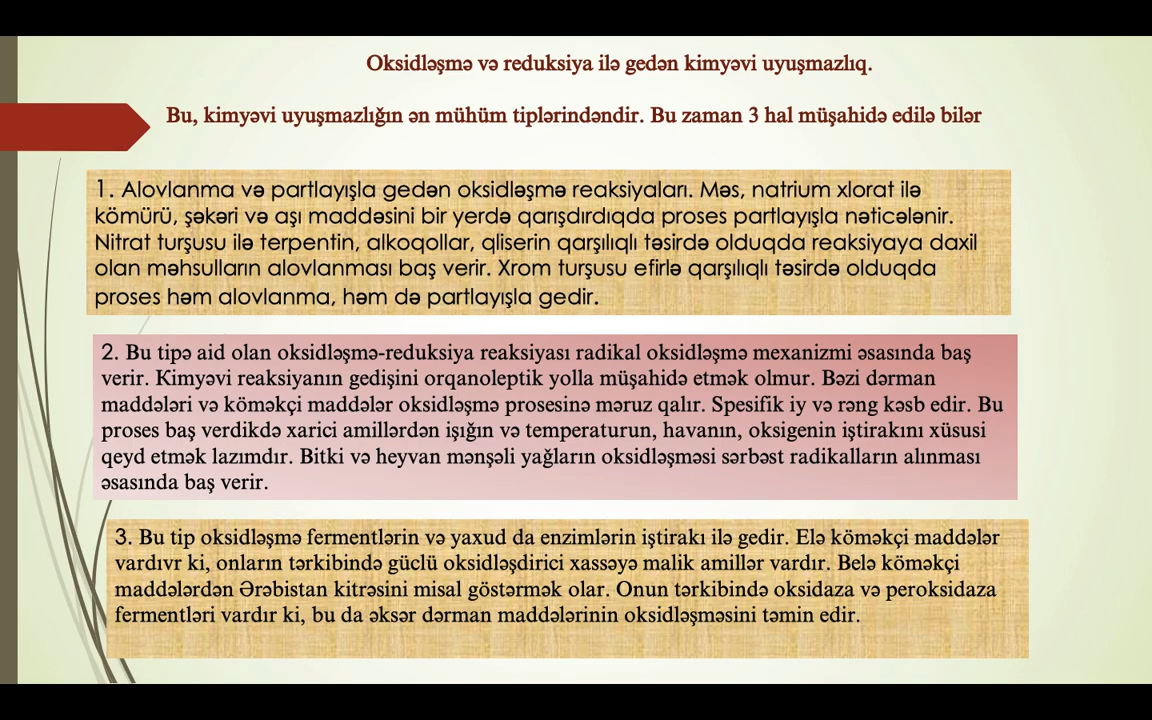 Oksidləşmə və reduksiya ilə gedən kimyəvi uyuşmazlıq.
Bu, kimyəvi uyuşmazlığın ən mühüm tiplərindəndir. Bu zaman 3 hal müşahidə edilə bilər
1. Alovlanma və partlayışla gedən oksidləşmə reaksiyaları. Məs, natrium xlorat ilə
kömürü, şəkəri və aşı maddəsini bir yerdə qarışdırdıqda proses partlayışla nəticələnir.
Nitrat turşusu ilə terpentin, alkoqollar, qliserin qarşılıqlı təsirdə olduqda reaksiyaya daxil
olan məhsulların alovlanması baş verir. Xrom turşusu efirlə qarşılıqlı təsirdə olduqda
proses həm alovlanma, həm də partlayışla gedir.
2. Bu tipə aid olan oksidləşmə-reduksiya reaksiyası radikal oksidləşmə mexanizmi əsasında baş
verir. Kimyəvi reaksiyanın gedişini orqanoleptik yolla müşahidə etmək olmur. Bəzi dərman
maddələri və köməkçi maddələr oksidləşmə prosesinə məruz qalır. Spesifik iy və rəng kəsb edir. Bu
proses baş verdikdə xarici amillərdən işığın və temperaturun, havanın, oksigenin iştirakını xüsusi
qeyd etmək lazımdır. Bitki və heyvan mənşəli yağların oksidləşməsi sərbəst radikalların alınması
əsasında baş verir.
3. Bu tip oksidləşmə fermentlərin və yaxud da enzimlərin iştirakı ilə gedir. Elə köməkçi maddələr
vardıvr ki, onların tərkibində güclü oksidləşdirici xassəyə malik amillər vardır. Belə köməkçi
maddələrdən Ərəbistan kitrəsini misal göstərmək olar. Onun tərkibində oksidaza və peroksidaza
fermentləri vardır ki, bu da əksər dərman maddələrinin oksidləşməsini təmin edir.